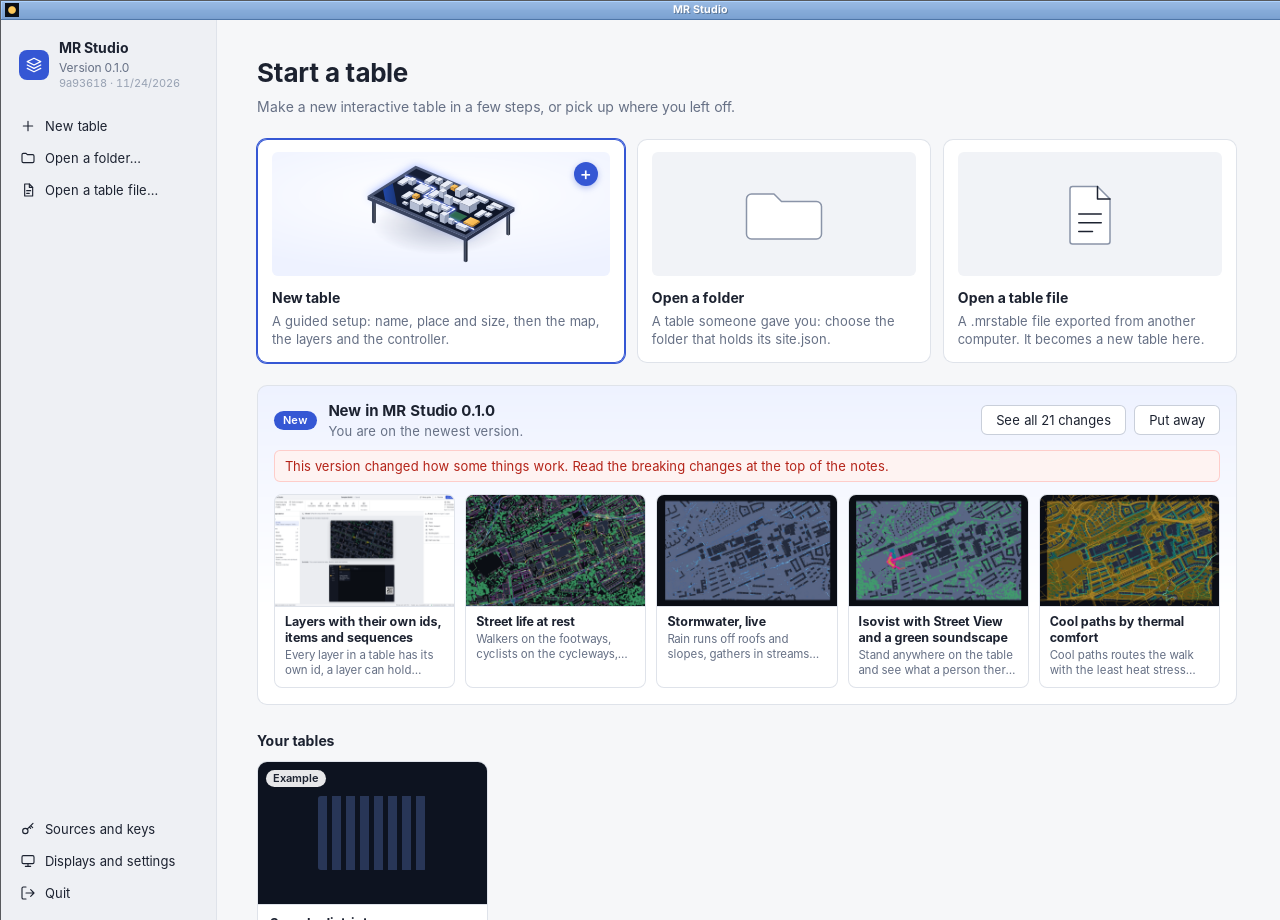 MR Studio
MR Studio
Version 0.1.0
9a93618 · 11/24/2026
New table
Open a folder...
Open a table file...
Start a table
Make a new interactive table in a few steps, or pick up where you left off.
New table
A guided setup: name, place and size, then the map,
the layers and the controller.
Open a folder
A table someone gave you: choose the
folder that holds its site.json.
Open a table file
A .mrstable file exported from another
computer. It becomes a new table here.
New
New in MR Studio 0.1.0
You are on the newest version.
See all 21 changes
Put away
This version changed how some things work. Read the breaking changes at the top of the notes.
Layers with their own ids,
items and sequences
Every layer in a table has its
own id, a layer can hold...
Street life at rest
Walkers on the footways,
cyclists on the cycleways,...
Stormwater, live
Rain runs off roofs and
slopes, gathers in streams...
Isovist with Street View
and a green soundscape
Stand anywhere on the table
and see what a person ther...
Cool paths by thermal
comfort
Cool paths routes the walk
with the least heat stress...
Your tables
Example
Sources and keys
Displays and settings
Quit